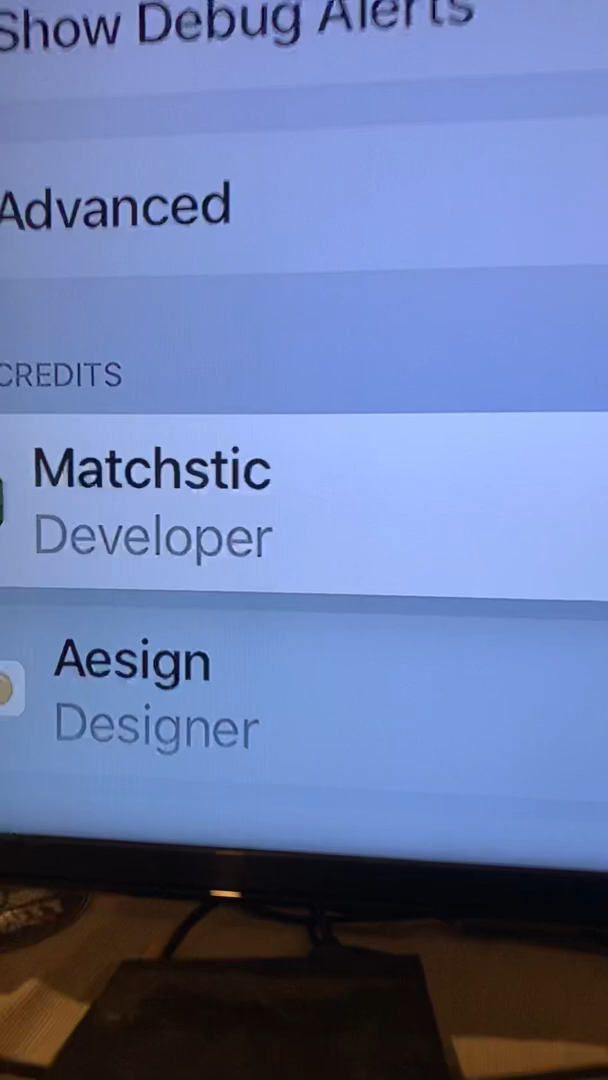 Show Debug Alerts
Advanced
CREDITS
Matchstic
Developer
Aesign
Designer